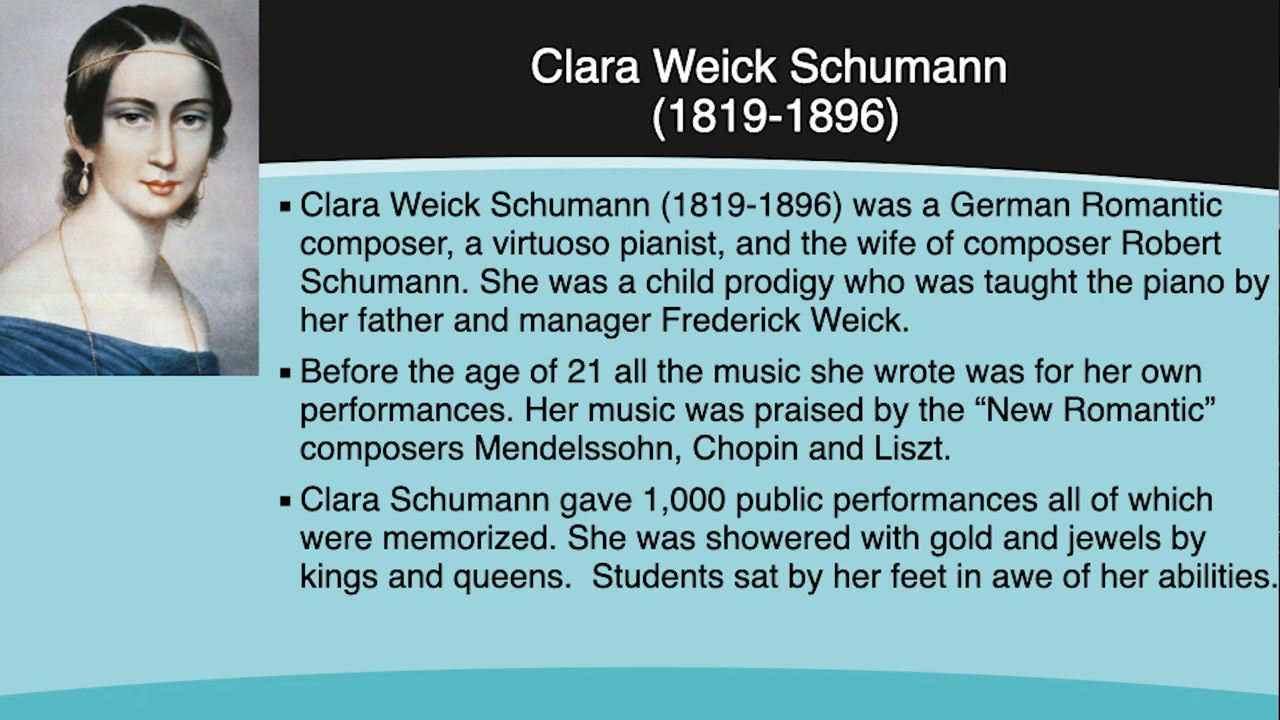 Clara Weick Schumann
(1819-1896)
▪ Clara Weick Schumann (1819-1896) was a German Romantic
composer, a virtuoso pianist, and the wife of composer Robert
Schumann. She was a child prodigy who was taught the piano by
her father and manager Frederick Weick.
▪ Before the age of 21 all the music she wrote was for her own
performances. Her music was praised by the “New Romantic”
composers Mendelssohn, Chopin and Liszt.
▪ Clara Schumann gave 1,000 public performances all of which
were memorized. She was showered with gold and jewels by
kings and queens.  Students sat by her feet in awe of her abilities.